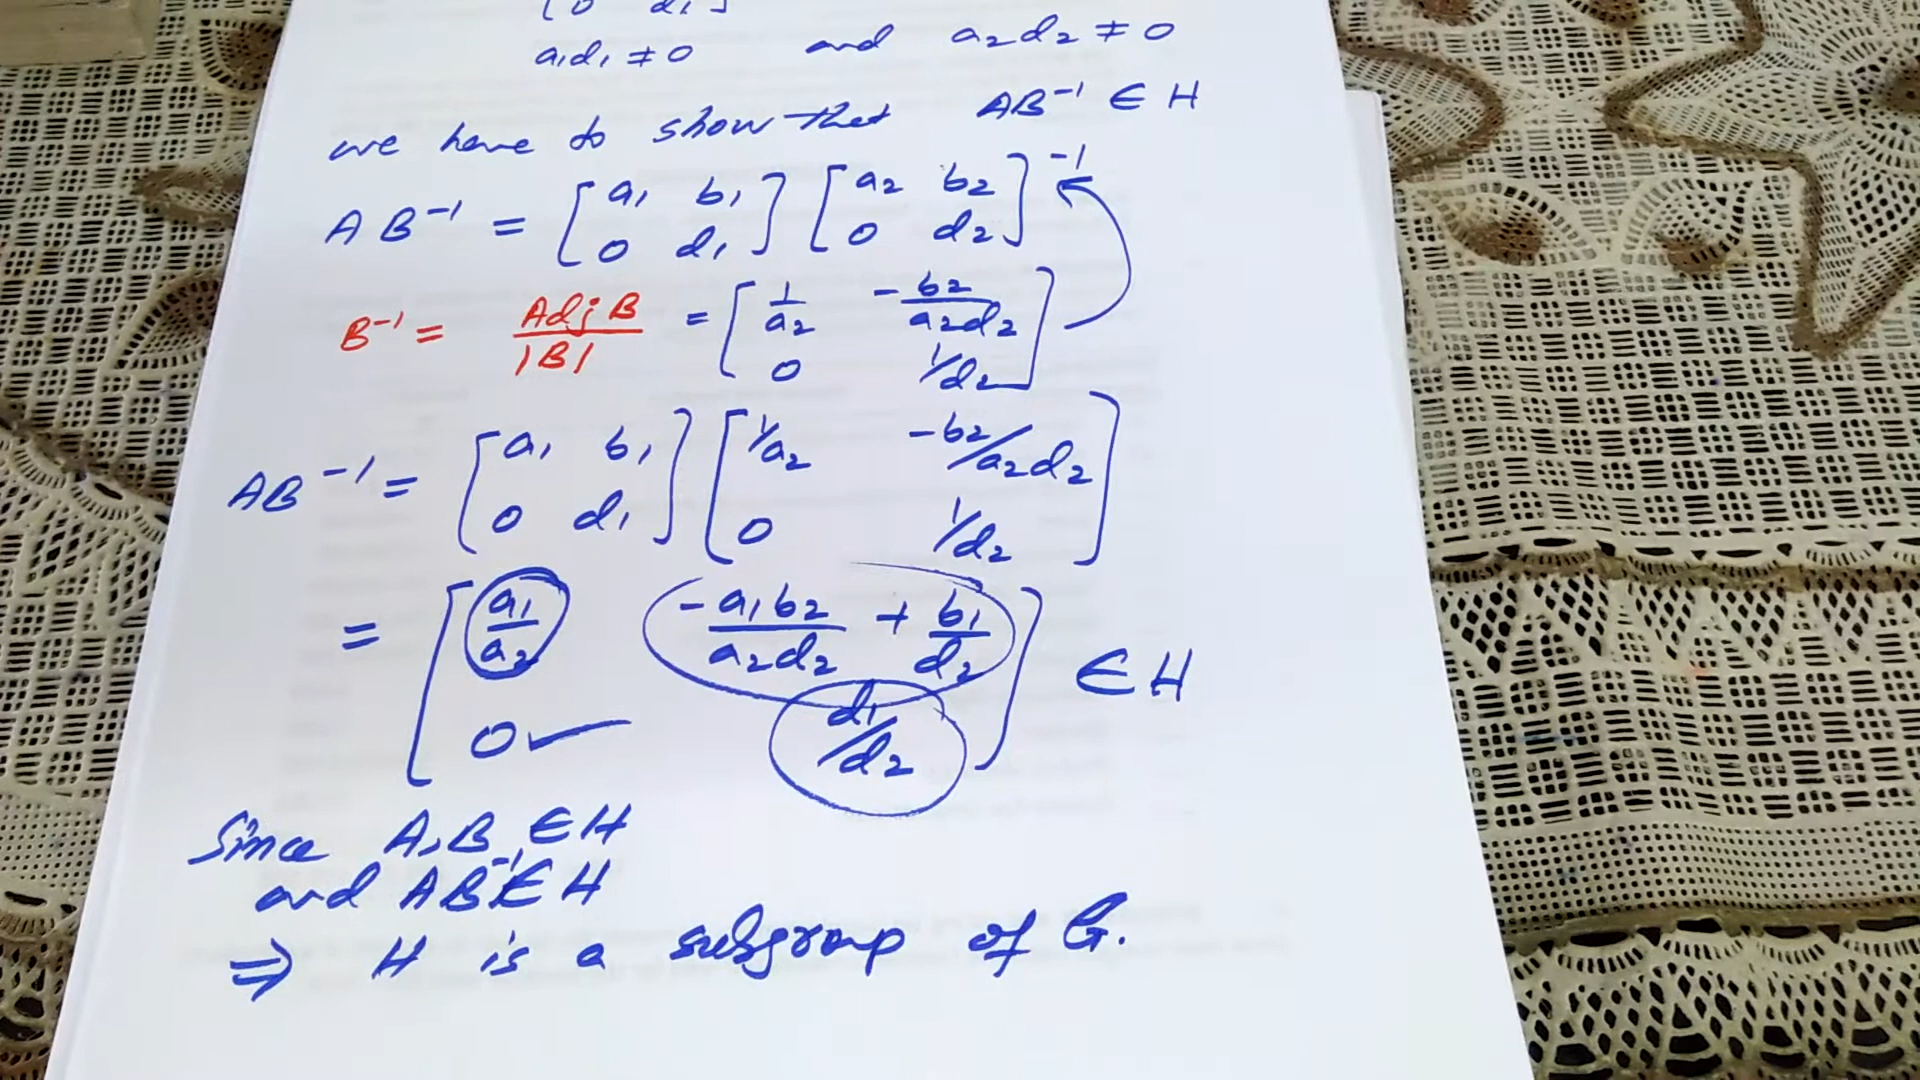 [0 d₁]
a₁d₁ ≠ 0 and a₂d₂ ≠ 0
we have to show that AB⁻¹ ∈ H
AB⁻¹ = [a₁ b₁ [a₂ b₂]⁻¹
0 d₁] 0 d₂]
B⁻¹ = Adj B / |B| = [1/a₂ -b₂/a₂d₂
0 1/d₂]
AB⁻¹ = [a₁ b₁ [1/a₂ -b₂/a₂d₂
0 d₁] 0 1/d₂]
= [a₁/a₂ -a₁b₂/a₂d₂ + b₁/d₂
0 ✓ d₁/d₂] ∈ H
Since A,B ∈ H
and AB⁻¹ ∈ H
⇒ H is a subgroup of G.